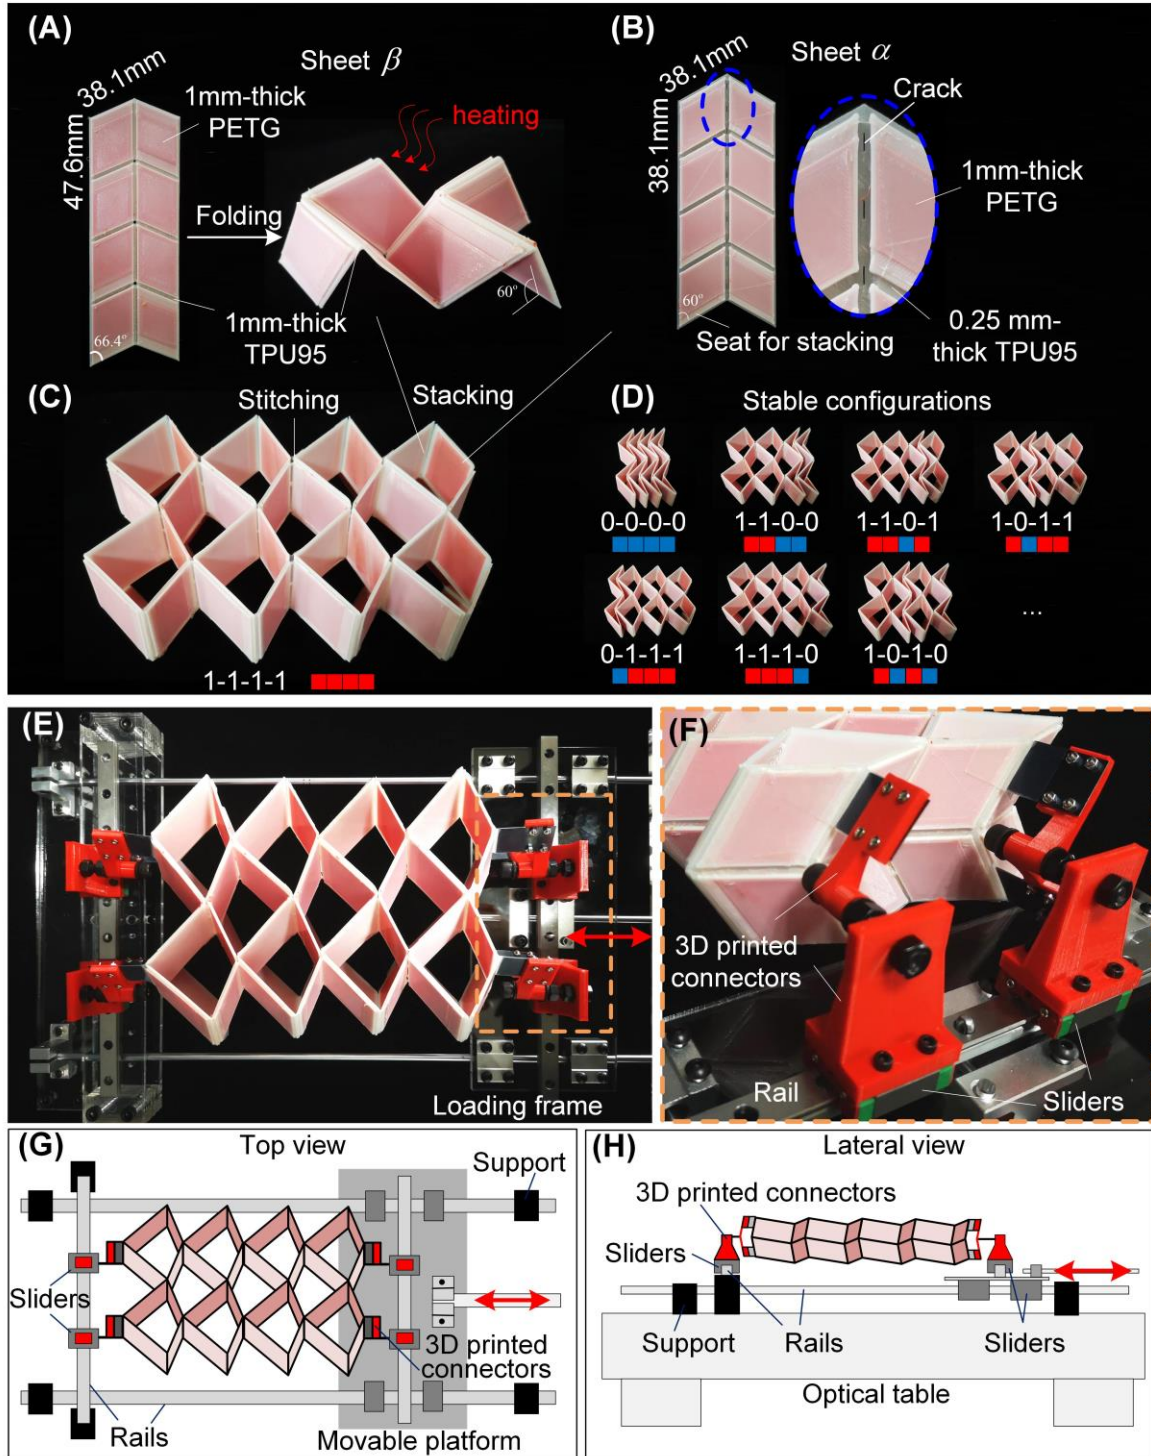 (A)
Sheet β
38.1mm
1mm-thick
PETG
47.6mm
heating
Folding
60°
1mm-thick
TPU95
66.4°
(B)
Sheet α
38.1mm
Crack
38.1mm
1mm-thick
PETG
60°
Seat for stacking
0.25 mm-
thick TPU95
(C)
Stitching
Stacking
1-1-1-1
(D)
Stable configurations
0-0-0-0
1-1-0-0
1-1-0-1
1-0-1-1
0-1-1-1
1-1-1-0
1-0-1-0
...
(E)
Loading frame
(F)
3D printed
connectors
Rail
Sliders
(G)
Top view
Support
Sliders
3D printed
connectors
Rails
Movable platform
(H)
Lateral view
3D printed connectors
Sliders
Support
Rails
Sliders
Optical table